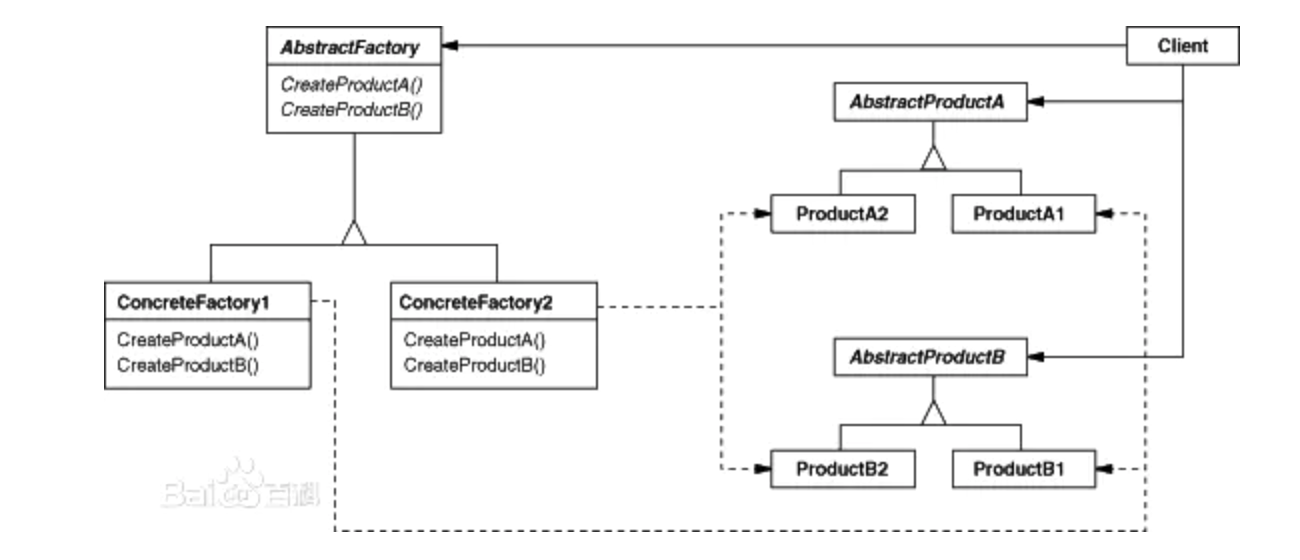 AbstractFactory
CreateProductA()
CreateProductB()
Client
AbstractProductA
ProductA2
ProductA1
ConcreteFactory1
CreateProductA()
CreateProductB()
ConcreteFactory2
CreateProductA()
CreateProductB()
AbstractProductB
ProductB2
ProductB1
Bai百科